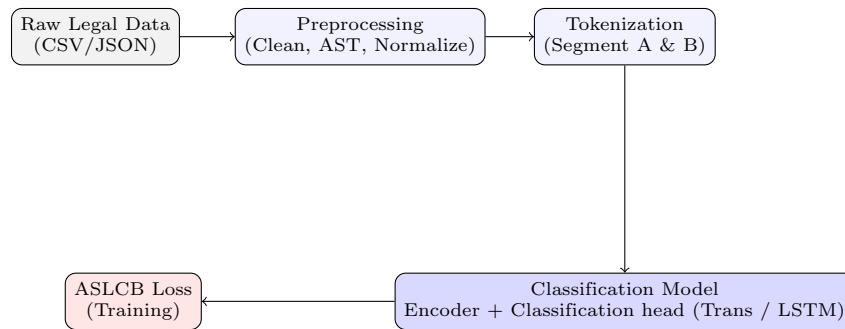 Raw Legal Data
(CSV/JSON)
Preprocessing
(Clean, AST, Normalize)
Tokenization
(Segment A & B)
ASLCB Loss
(Training)
Classification Model
Encoder + Classification head (Trans / LSTM)